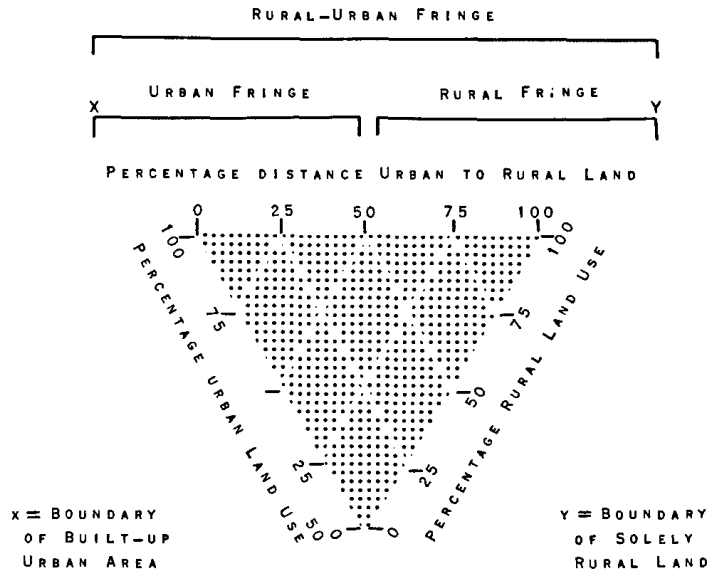 RURAL-URBAN FRINGE
URBAN FRINGE RURAL FRINGE
X Y
PERCENTAGE DISTANCE URBAN TO RURAL LAND
0 25 50 75 100
100 100
75 75
50
25 25
50 0 0
PERCENTAGE URBAN LAND USE
PERCENTAGE RURAL LAND USE
X = BOUNDARY
OF BUILT-UP
URBAN AREA
Y = BOUNDARY
OF SOLELY
RURAL LAND